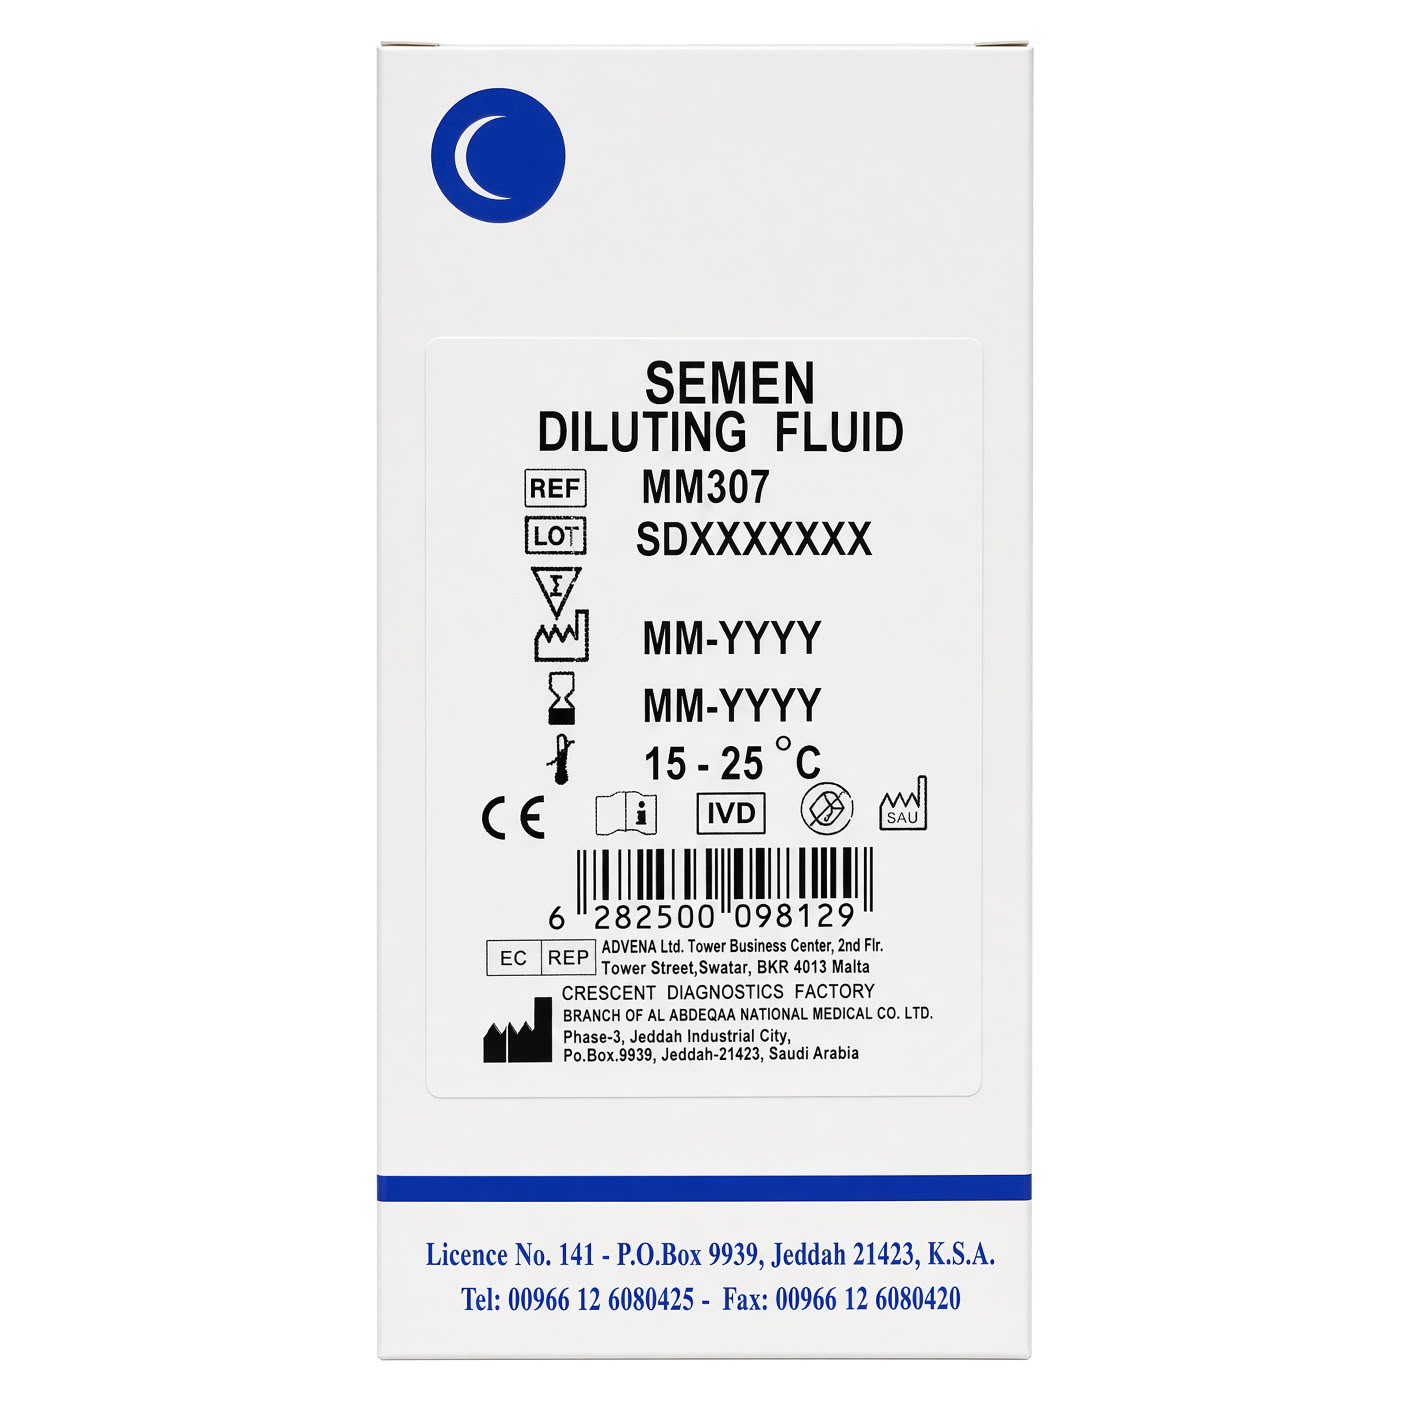 SEMEN
DILUTING FLUID
REF MM307
LOT SDXXXXXXX
Σ
MM-YYYY
MM-YYYY
15 - 25 °C
CE i IVD SAU
6 282500 098129
EC REP ADVENA Ltd. Tower Business Center, 2nd Flr.
Tower Street,Swatar, BKR 4013 Malta
CRESCENT DIAGNOSTICS FACTORY
BRANCH OF AL ABDEQAA NATIONAL MEDICAL CO. LTD.
Phase-3, Jeddah Industrial City,
Po.Box.9939, Jeddah-21423, Saudi Arabia
Licence No. 141 - P.O.Box 9939, Jeddah 21423, K.S.A.
Tel: 00966 12 6080425 - Fax: 00966 12 6080420